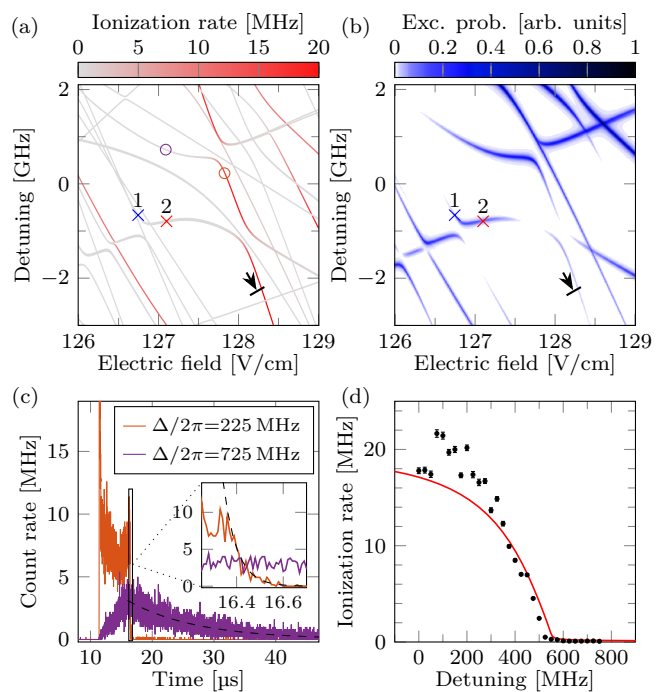 (a)
Ionization rate [MHz]
0 5 10 15 20
2
0
−2
Detuning [GHz]
1
2
126 127 128 129
Electric field [V/cm]
(b)
Exc. prob. [arb. units]
0 0.2 0.4 0.6 0.8 1
2
0
−2
Detuning [GHz]
1
2
126 127 128 129
Electric field [V/cm]
(c)
Δ/2π=225 MHz
Δ/2π=725 MHz
15
10
5
0
Count rate [MHz]
10
5
0
16.4 16.6
10 20 30 40
Time [µs]
(d)
20
10
0
Ionization rate [MHz]
0 200 400 600 800
Detuning [MHz]